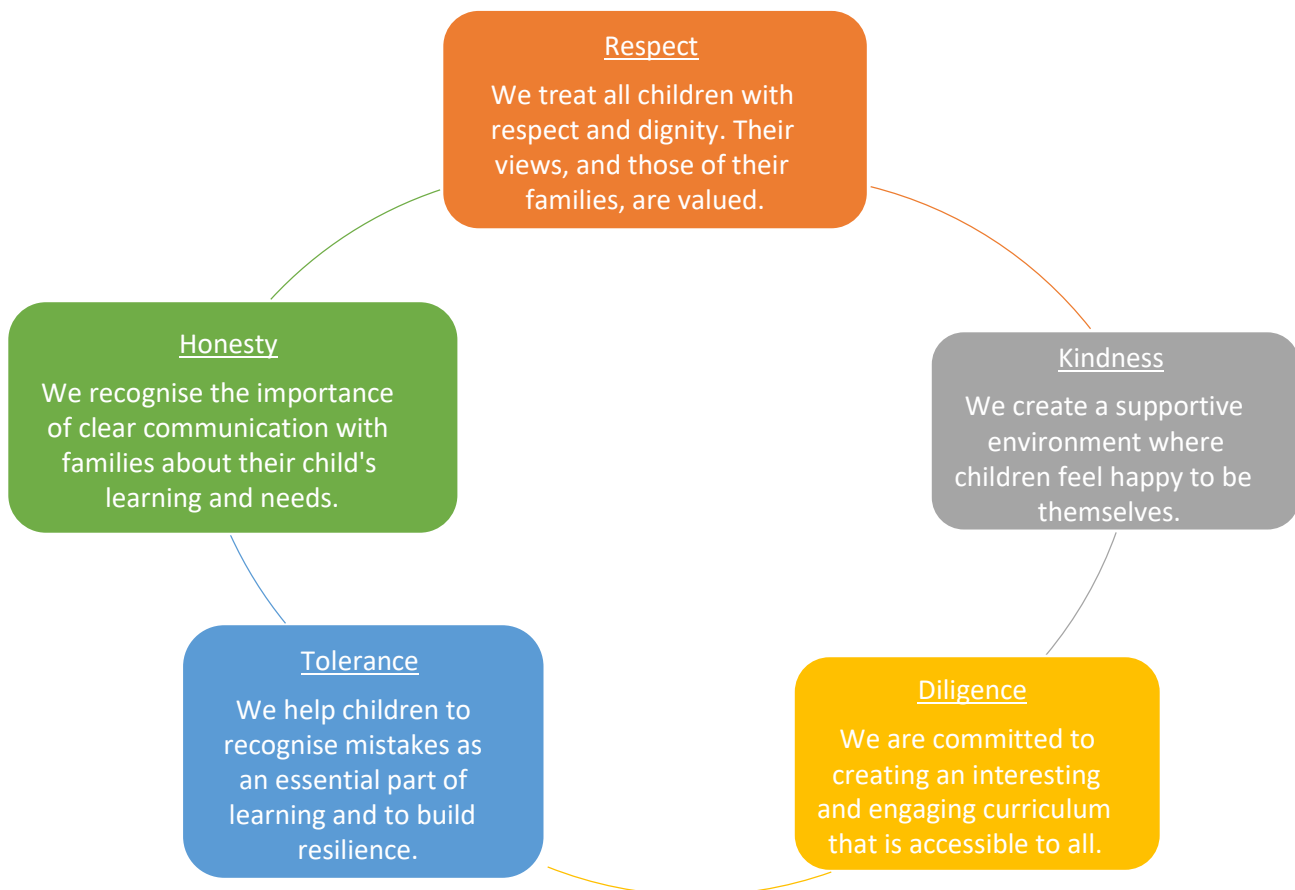 Respect
We treat all children with
respect and dignity. Their
views, and those of their
families, are valued.
Kindness
We create a supportive
environment where
children feel happy to be
themselves.
Diligence
We are committed to
creating an interesting
and engaging curriculum
that is accessible to all.
Tolerance
We help children to
recognise mistakes as
an essential part of
learning and to build
resilience.
Honesty
We recognise the importance
of clear communication with
families about their child's
learning and needs.